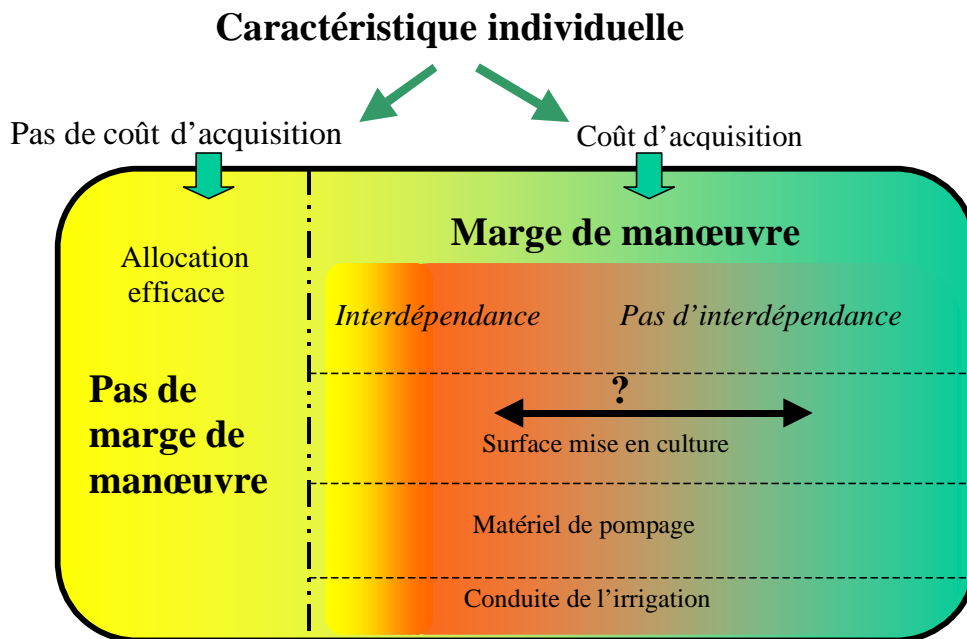 Caractéristique individuelle
Pas de coût d’acquisition
Coût d’acquisition
Marge de manœuvre
Allocation
efficace
Interdépendance
Pas d’interdépendance
Pas de
marge de
manœuvre
?
Surface mise en culture
Matériel de pompage
Conduite de l’irrigation